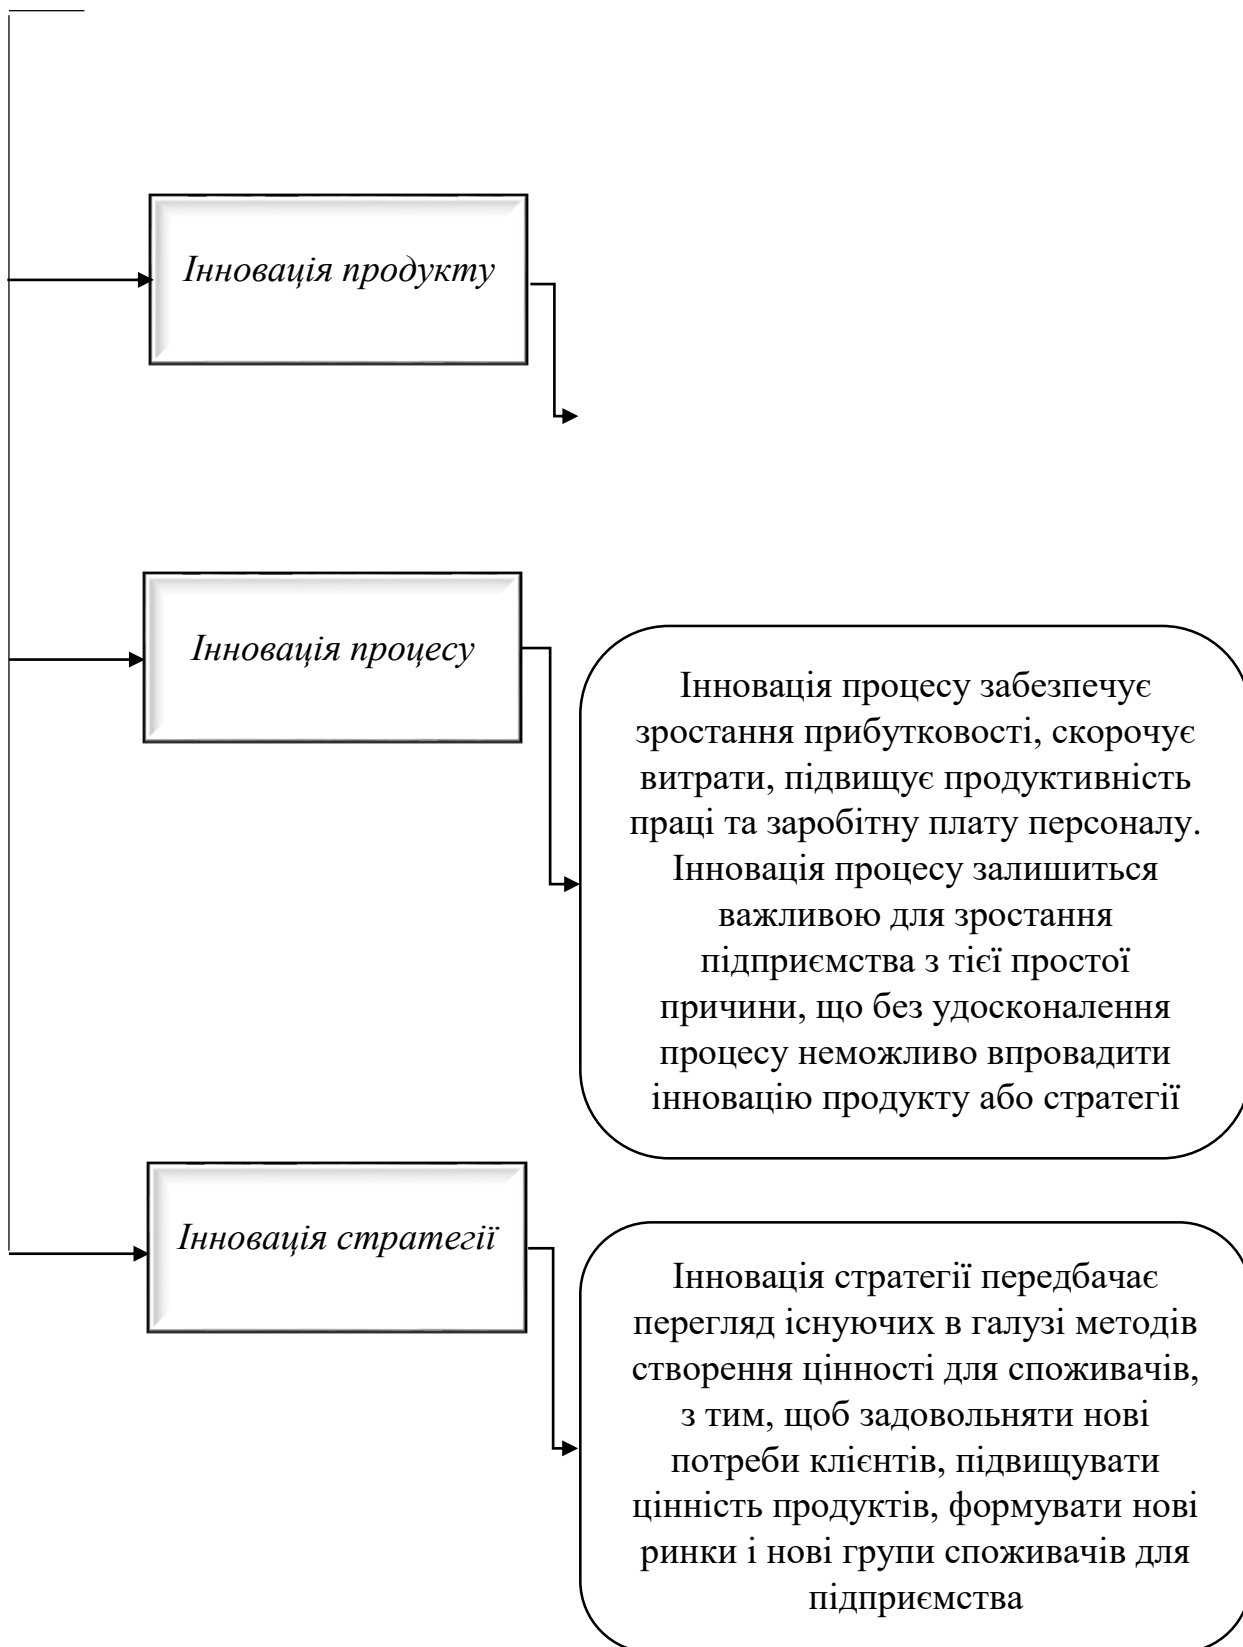 Інновація продукту
Інновація процесу
Інновація процесу забезпечує
зростання прибутковості, скорочує
витрати, підвищує продуктивність
праці та заробітну плату персоналу.
Інновація процесу залишиться
важливою для зростання
підприємства з тієї простої
причини, що без удосконалення
процесу неможливо впровадити
інновацію продукту або стратегії
Інновація стратегії
Інновація стратегії передбачає
перегляд існуючих в галузі методів
створення цінності для споживачів,
з тим, щоб задовольняти нові
потреби клієнтів, підвищувати
цінність продуктів, формувати нові
ринки і нові групи споживачів для
підприємства